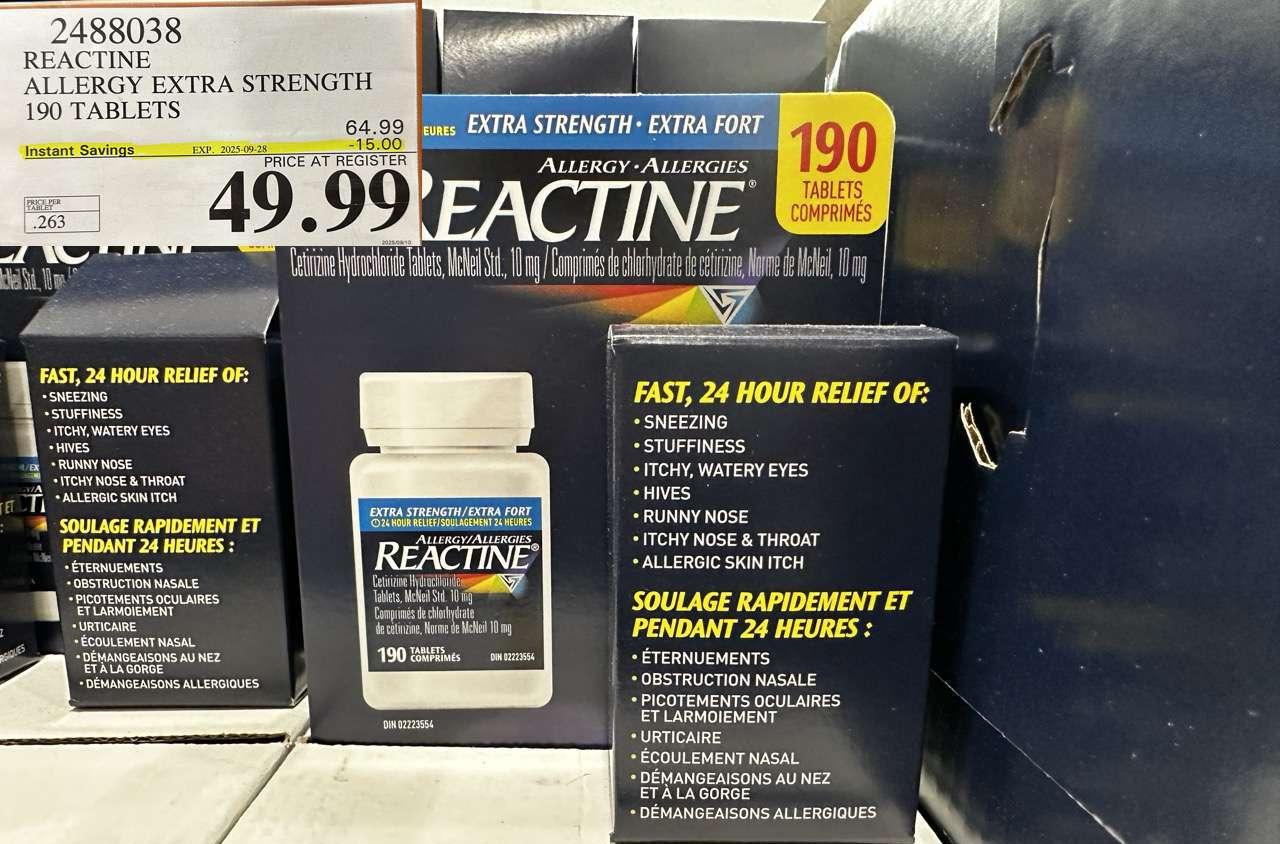 2488038
REACTINE
ALLERGY EXTRA STRENGTH
190 TABLETS
64.99
Instant Savings EXP. 2025-09-28 -15.00
PRICE AT REGISTER
49.99
PRICE PER
TABLET
.263
2025/09/10
EURES EXTRA STRENGTH · EXTRA FORT
190
TABLETS
COMPRIMÉS
ALLERGY · ALLERGIES
REACTINE®
Cetirizine Hydrochloride Tablets, McNeil Std., 10 mg / Comprimés de chlorhydrate de cétirizine, Norme de McNeil, 10 mg
FAST, 24 HOUR RELIEF OF:
• SNEEZING
• STUFFINESS
• ITCHY, WATERY EYES
• HIVES
• RUNNY NOSE
• ITCHY NOSE & THROAT
• ALLERGIC SKIN ITCH
SOULAGE RAPIDEMENT ET
PENDANT 24 HEURES :
• ÉTERNUEMENTS
• OBSTRUCTION NASALE
• PICOTEMENTS OCULAIRES
ET LARMOIEMENT
• URTICAIRE
• ÉCOULEMENT NASAL
• DÉMANGEAISONS AU NEZ
ET À LA GORGE
• DÉMANGEAISONS ALLERGIQUES
EXTRA STRENGTH/EXTRA FORT
24 HOUR RELIEF/SOULAGEMENT 24 HEURES
ALLERGY/ALLERGIES
REACTINE®
Cetirizine Hydrochloride
Tablets, McNeil Std. 10 mg
Comprimés de chlorhydrate
de cétirizine, Norme de McNeil 10 mg
190 TABLETS
COMPRIMÉS
DIN 02223554
DIN 02223554
FAST, 24 HOUR RELIEF OF:
• SNEEZING
• STUFFINESS
• ITCHY, WATERY EYES
• HIVES
• RUNNY NOSE
• ITCHY NOSE & THROAT
• ALLERGIC SKIN ITCH
SOULAGE RAPIDEMENT ET
PENDANT 24 HEURES :
• ÉTERNUEMENTS
• OBSTRUCTION NASALE
• PICOTEMENTS OCULAIRES
ET LARMOIEMENT
• URTICAIRE
• ÉCOULEMENT NASAL
• DÉMANGEAISONS AU NEZ
ET À LA GORGE
• DÉMANGEAISONS ALLERGIQUES